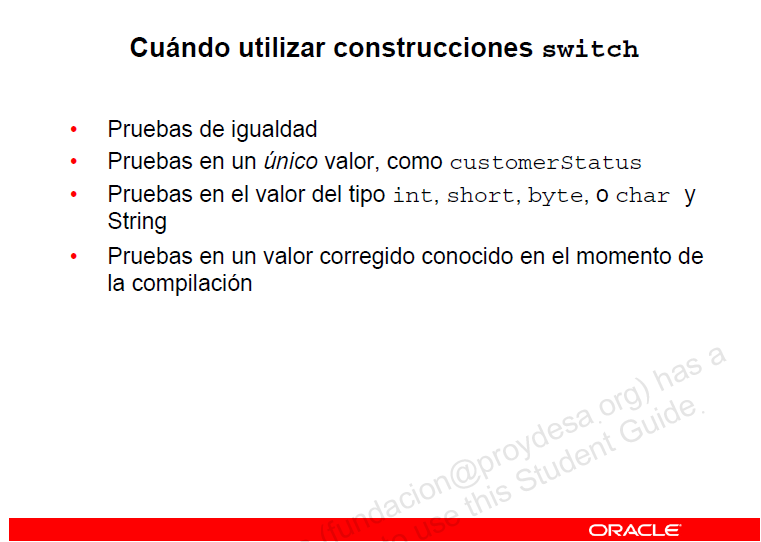 Cuándo utilizar construcciones switch
• Pruebas de igualdad
• Pruebas en un único valor, como customerStatus
• Pruebas en el valor del tipo int, short, byte, o char y
String
• Pruebas en un valor corregido conocido en el momento de
la compilación
(fundacion@proydesa.org) has a
to use this Student Guide.
ORACLE